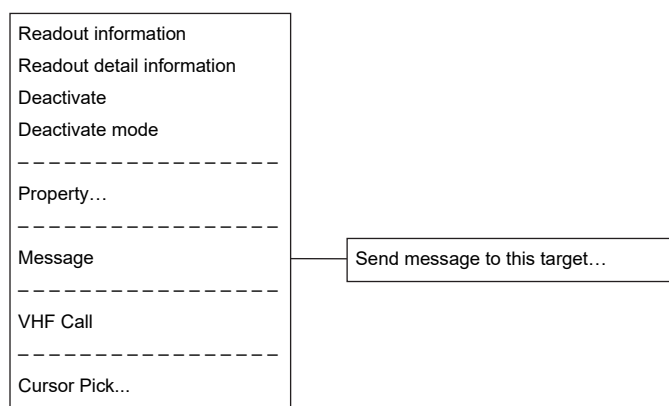 Readout information
Readout detail information
Deactivate
Deactivate mode
Property…
Message
Send message to this target…
VHF Call
Cursor Pick...